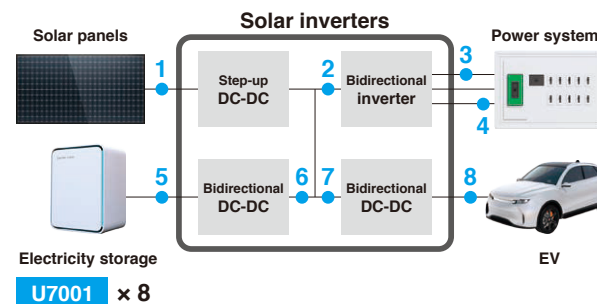 Solar inverters
Solar panels
Power system
1
Step-up
DC-DC
2
Bidirectional
inverter
3
4
5
Bidirectional
DC-DC
6
7
Bidirectional
DC-DC
8
Electricity storage
EV
U7001 × 8